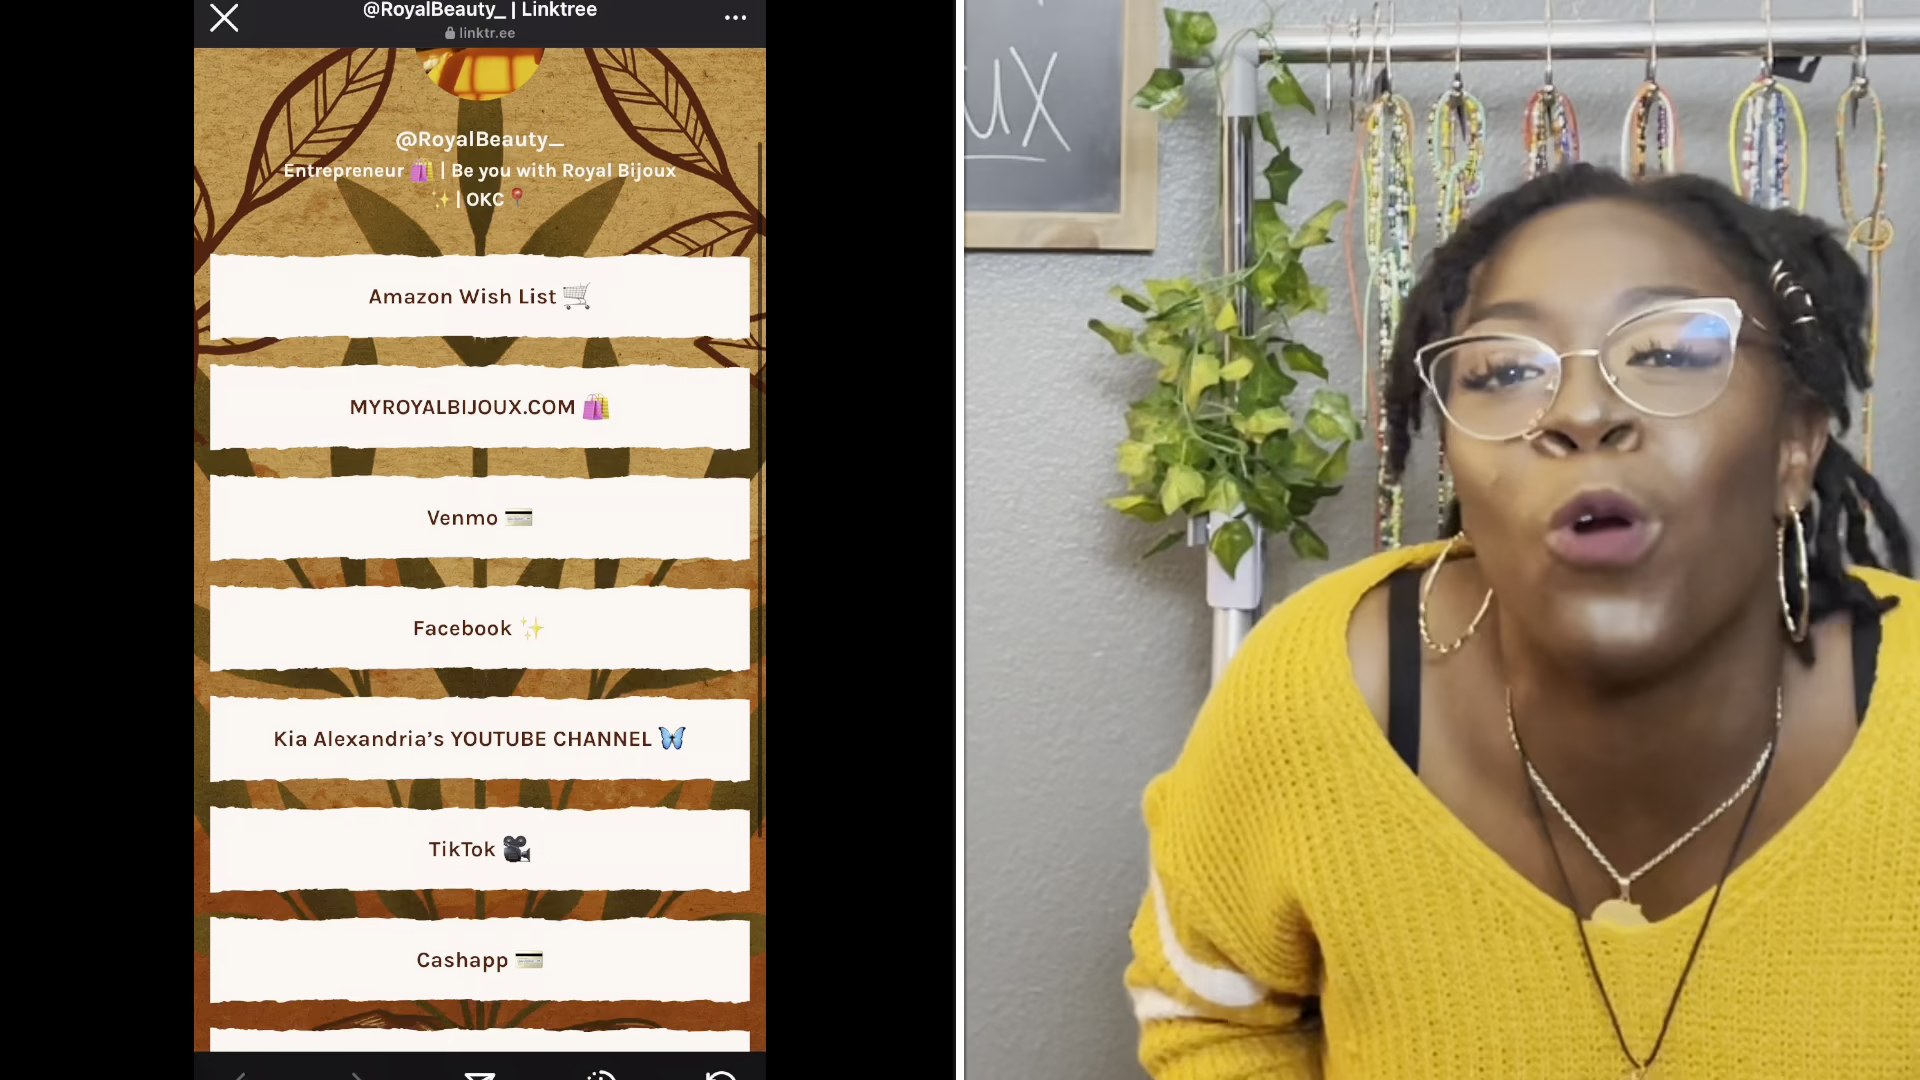 @RoyalBeauty_ | Linktree
linktr.ee
@RoyalBeauty_
Entrepreneur 🛍️ | Be you with Royal Bijoux
✨ | OKC📍
Amazon Wish List 🛒
MYROYALBIJOUX.COM 🛍️
Venmo 💳
Facebook ✨
Kia Alexandria’s YOUTUBE CHANNEL 🦋
TikTok 🎥
Cashapp 💳
UX